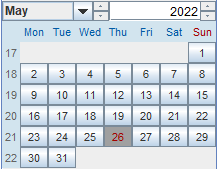 May 2022
Mon Tue Wed Thu Fri Sat Sun
17 1
18 2 3 4 5 6 7 8
19 9 10 11 12 13 14 15
20 16 17 18 19 20 21 22
21 23 24 25 26 27 28 29
22 30 31